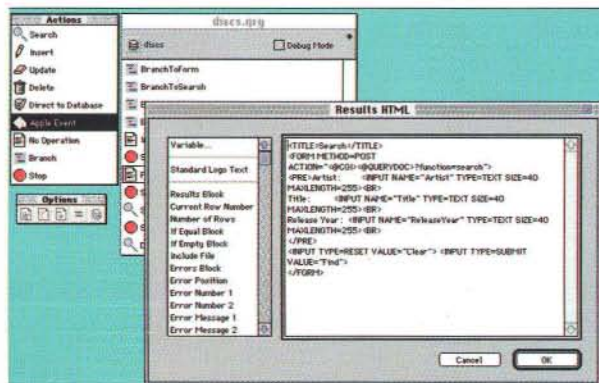 Actions
Search
Insert
Update
Delete
Direct to Database
Apple Event
No Operation
Branch
Stop
Options
discs.qry
discs
Debug Mode
BranchToForm
BranchToSearch
Results HTML
Variable...
Standard Logo Text
Results Block
Current Row Number
Number of Rows
If Equal Block
If Empty Block
Include File
Errors Block
Error Position
Error Number 1
Error Number 2
Error Message 1
Error Message 2
<TITLE>Search</TITLE>
<FORM METHOD=POST
ACTION="<@CGI><@QUERYDOC>?function=search">
<PRE>Artist: <INPUT NAME="Artist" TYPE=TEXT SIZE=40
MAXLENGTH=255><BR>
Title: <INPUT NAME="Title" TYPE=TEXT SIZE=40
MAXLENGTH=255><BR>
Release Year: <INPUT NAME="ReleaseYear" TYPE=TEXT SIZE=40
MAXLENGTH=255><BR>
</PRE>
<INPUT TYPE=RESET VALUE="Clear"> <INPUT TYPE=SUBMIT
VALUE="Find">
</FORM>
Cancel
OK